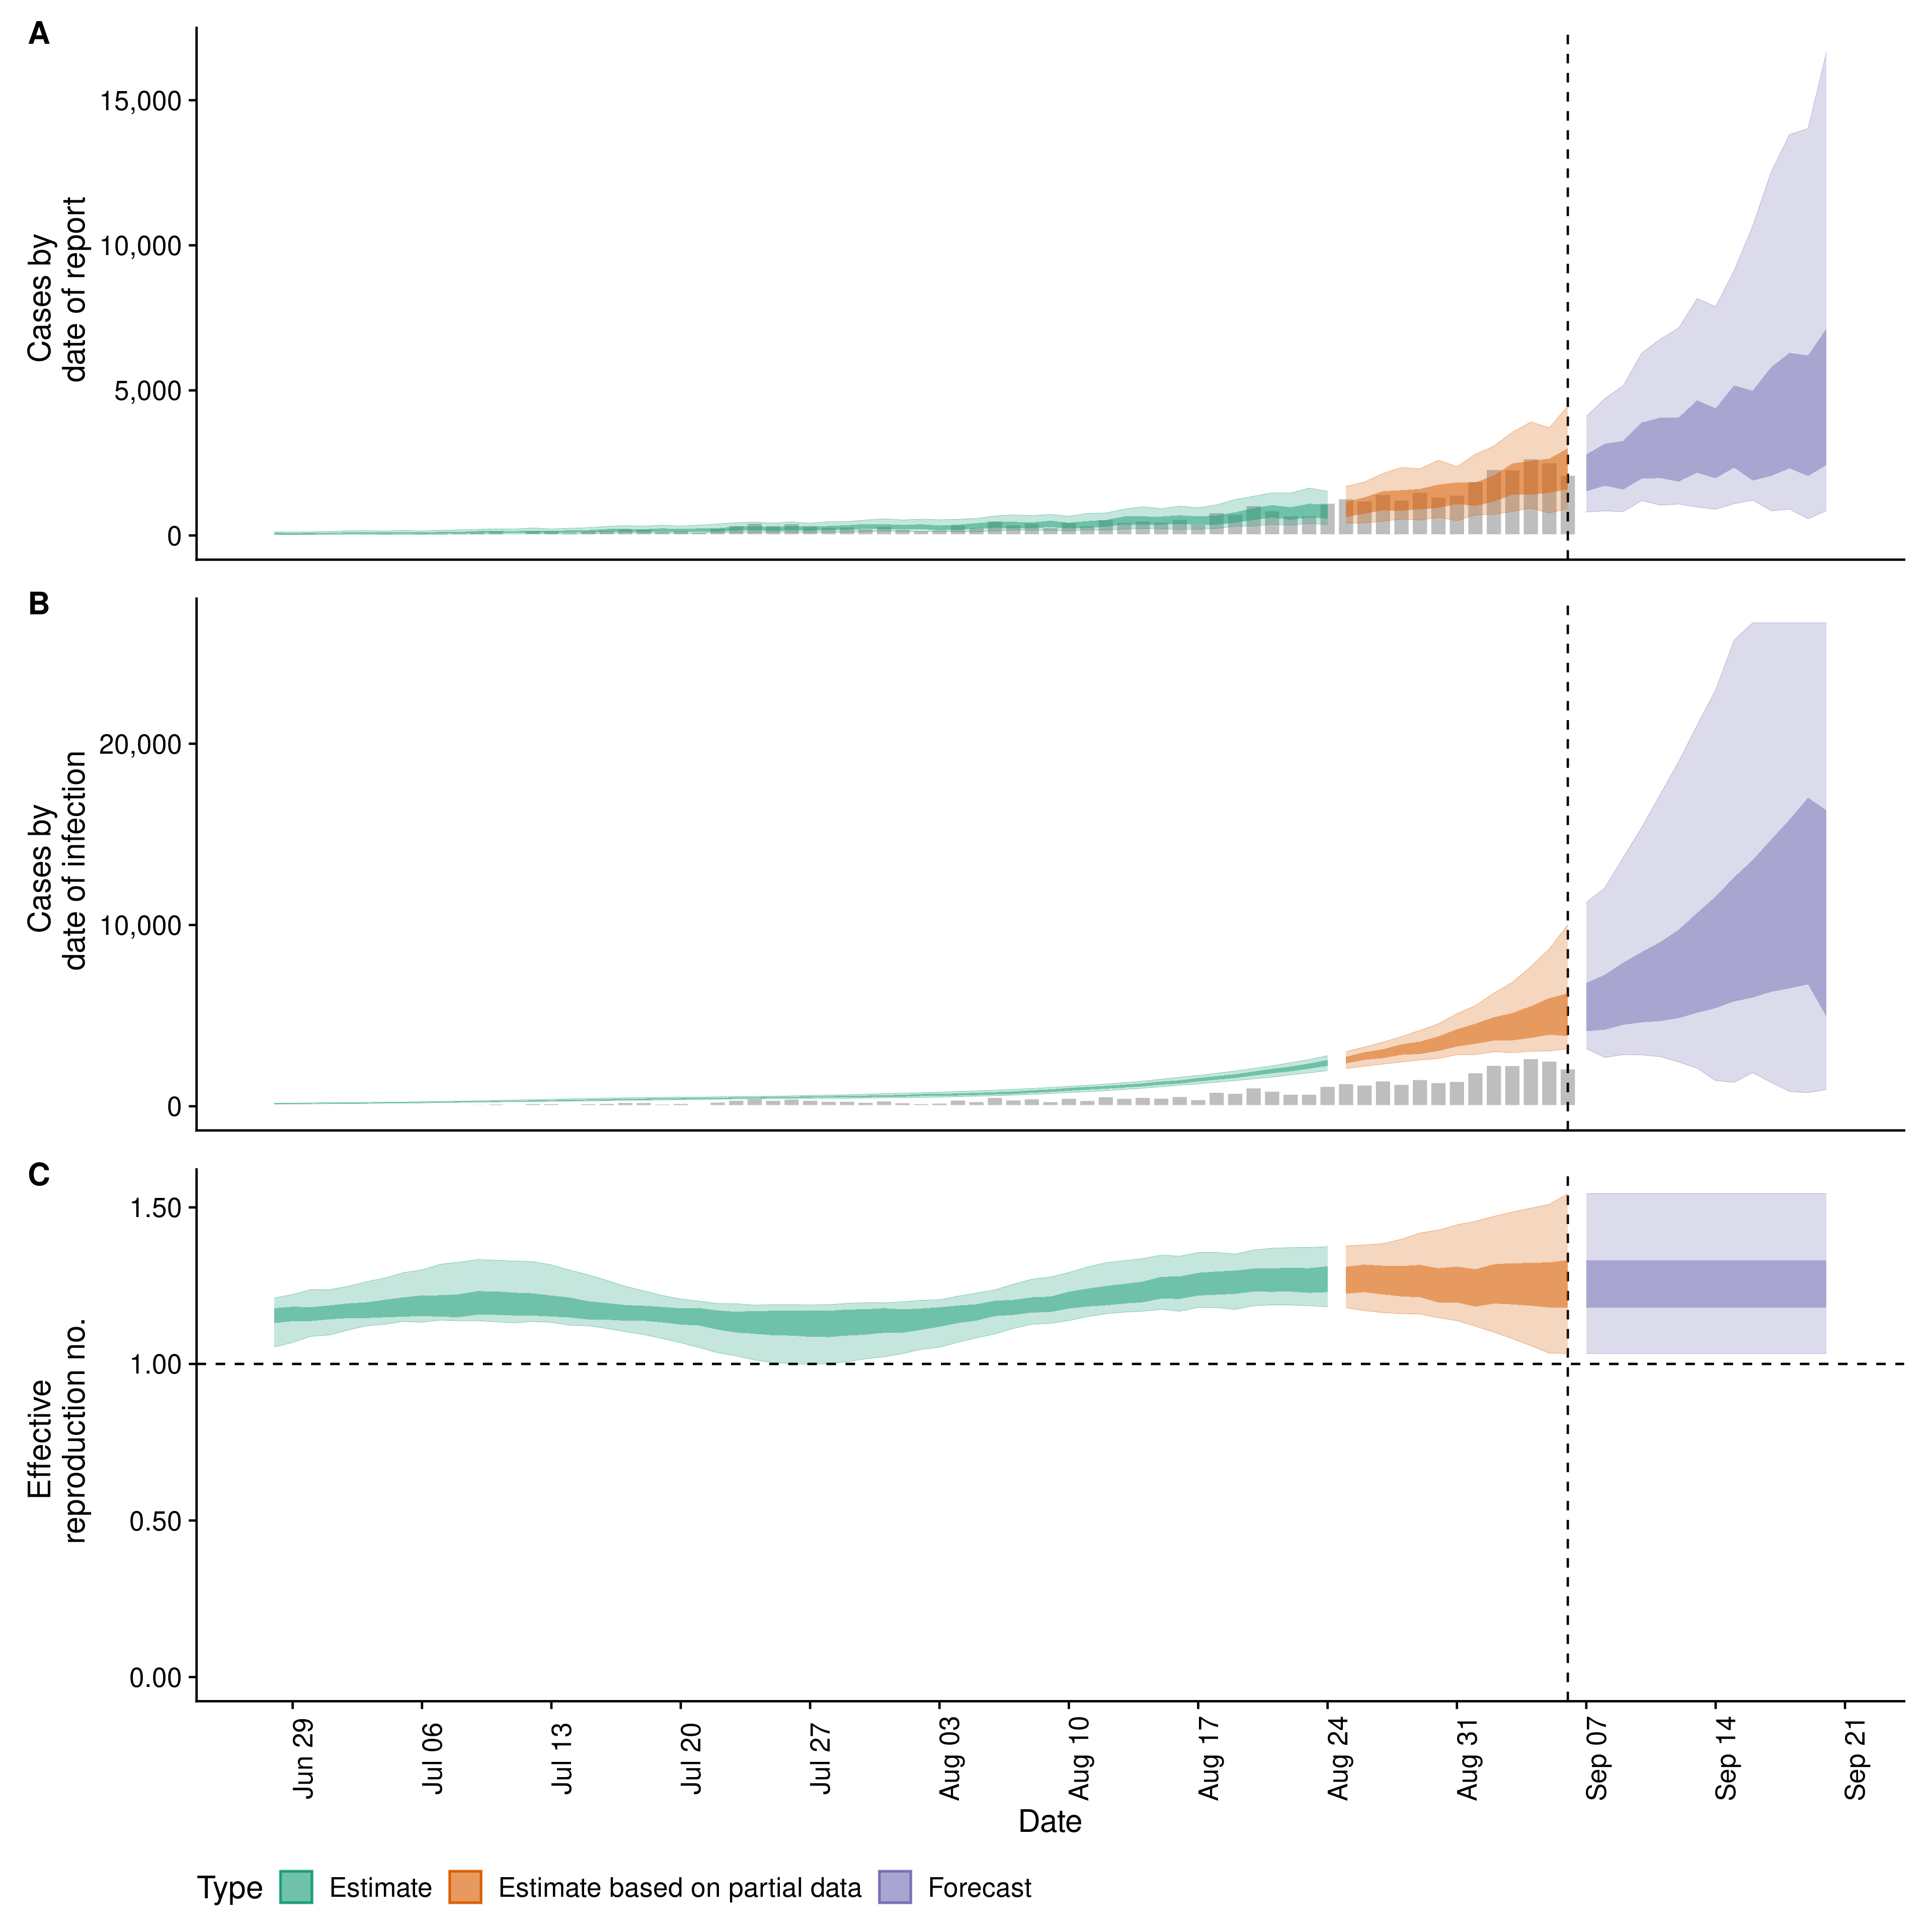 A
Cases by
date of report
15,000
10,000
5,000
0
B
Cases by
date of infection
20,000
10,000
0
C
Effective
reproduction no.
1.50
1.00
0.50
0.00
Jun 29
Jul 06
Jul 13
Jul 20
Jul 27
Aug 03
Aug 10
Aug 17
Aug 24
Aug 31
Sep 07
Sep 14
Sep 21
Date
Type Estimate Estimate based on partial data Forecast